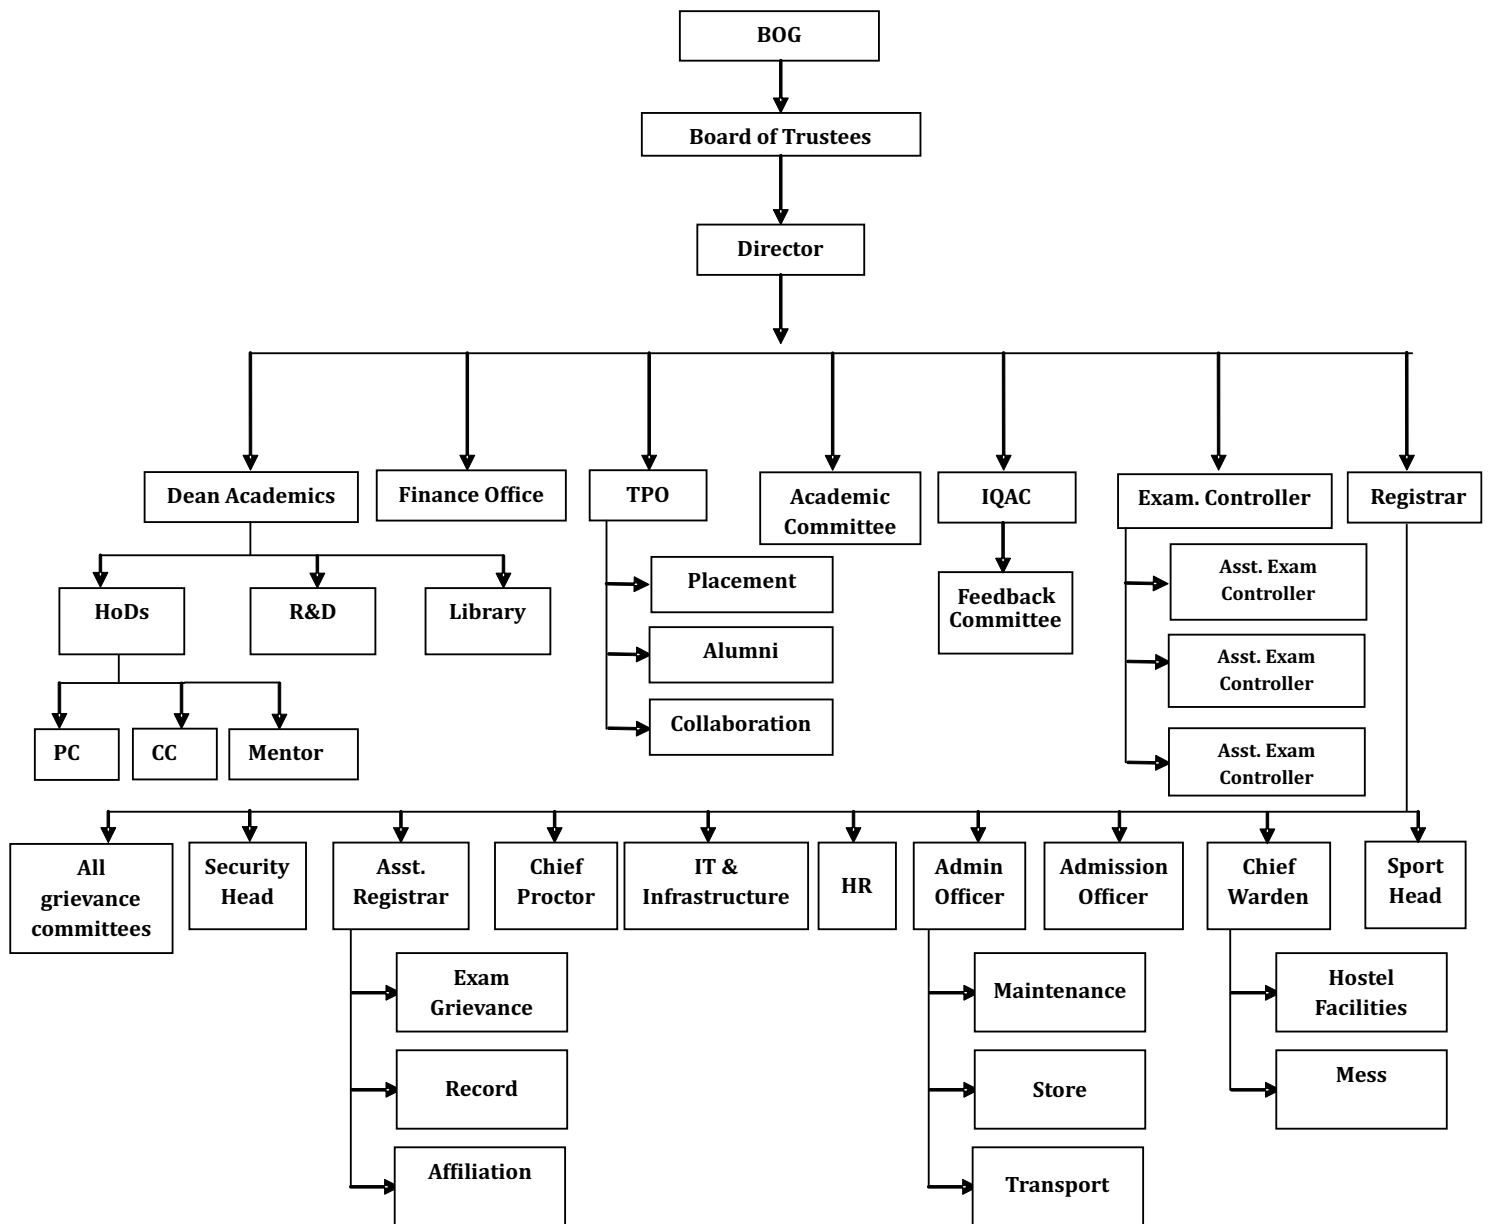 BOG
Board of Trustees
Director
Dean Academics
Finance Office
TPO
Academic
Committee
IQAC
Exam. Controller
Registrar
HoDs
R&D
Library
Placement
Alumni
Collaboration
Feedback
Committee
Asst. Exam
Controller
Asst. Exam
Controller
Asst. Exam
Controller
PC
CC
Mentor
All
grievance
committees
Security
Head
Asst.
Registrar
Chief
Proctor
IT &
Infrastructure
HR
Admin
Officer
Admission
Officer
Chief
Warden
Sport
Head
Exam
Grievance
Record
Affiliation
Maintenance
Store
Transport
Hostel
Facilities
Mess